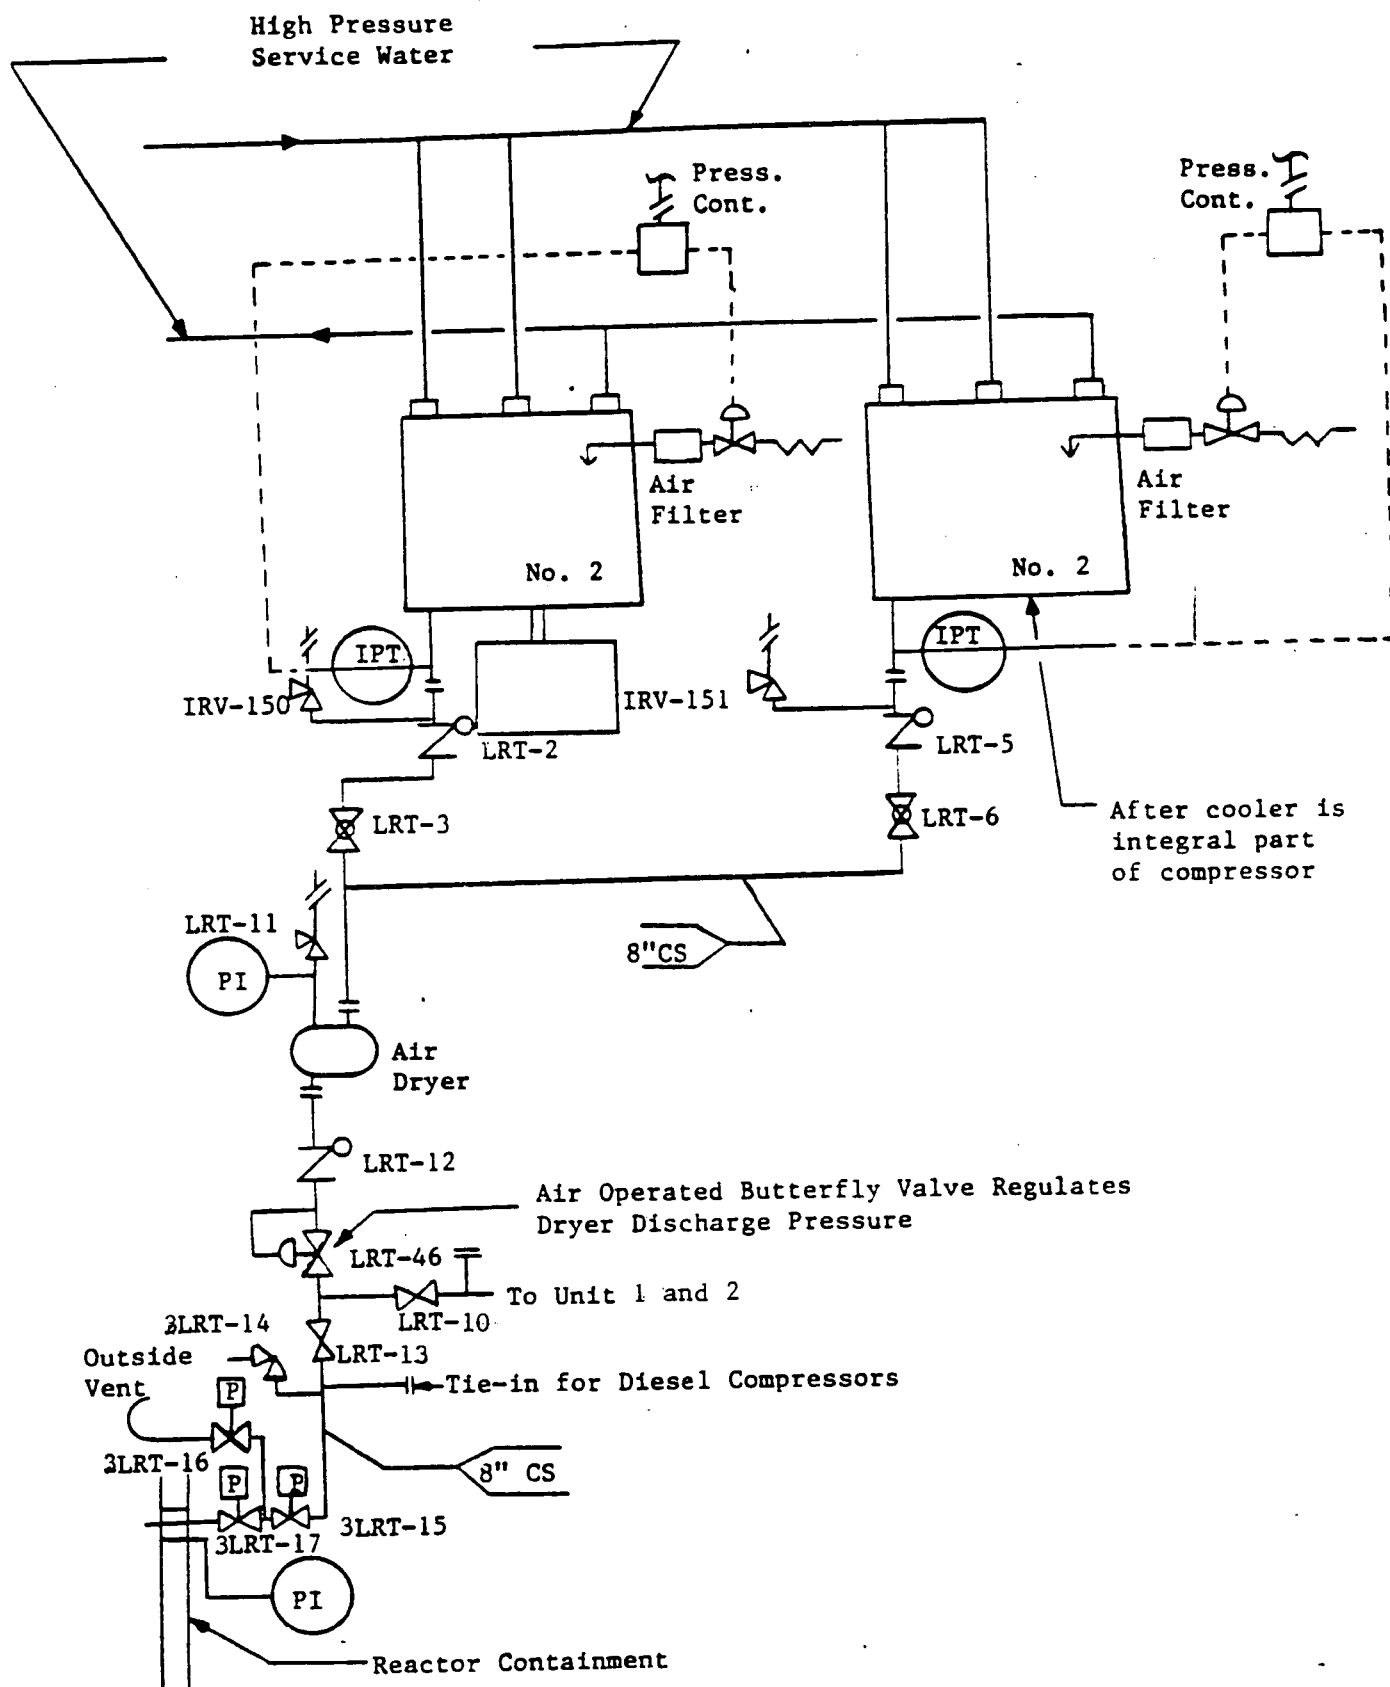 High Pressure
Service Water
Press.
Cont.
Press.
Cont.
Air
Filter
Air
Filter
No. 2
No. 2
IPT
IPT
IRV-150
IRV-151
LRT-2
LRT-5
LRT-3
LRT-6
After cooler is
integral part
of compressor
LRT-11
8"CS
PI
Air
Dryer
LRT-12
Air Operated Butterfly Valve Regulates
Dryer Discharge Pressure
LRT-46
To Unit 1 and 2
LRT-10
3LRT-14
LRT-13
Outside
Vent
Tie-in for Diesel Compressors
P
3LRT-16
8" CS
P
P
3LRT-15
3LRT-17
PI
Reactor Containment